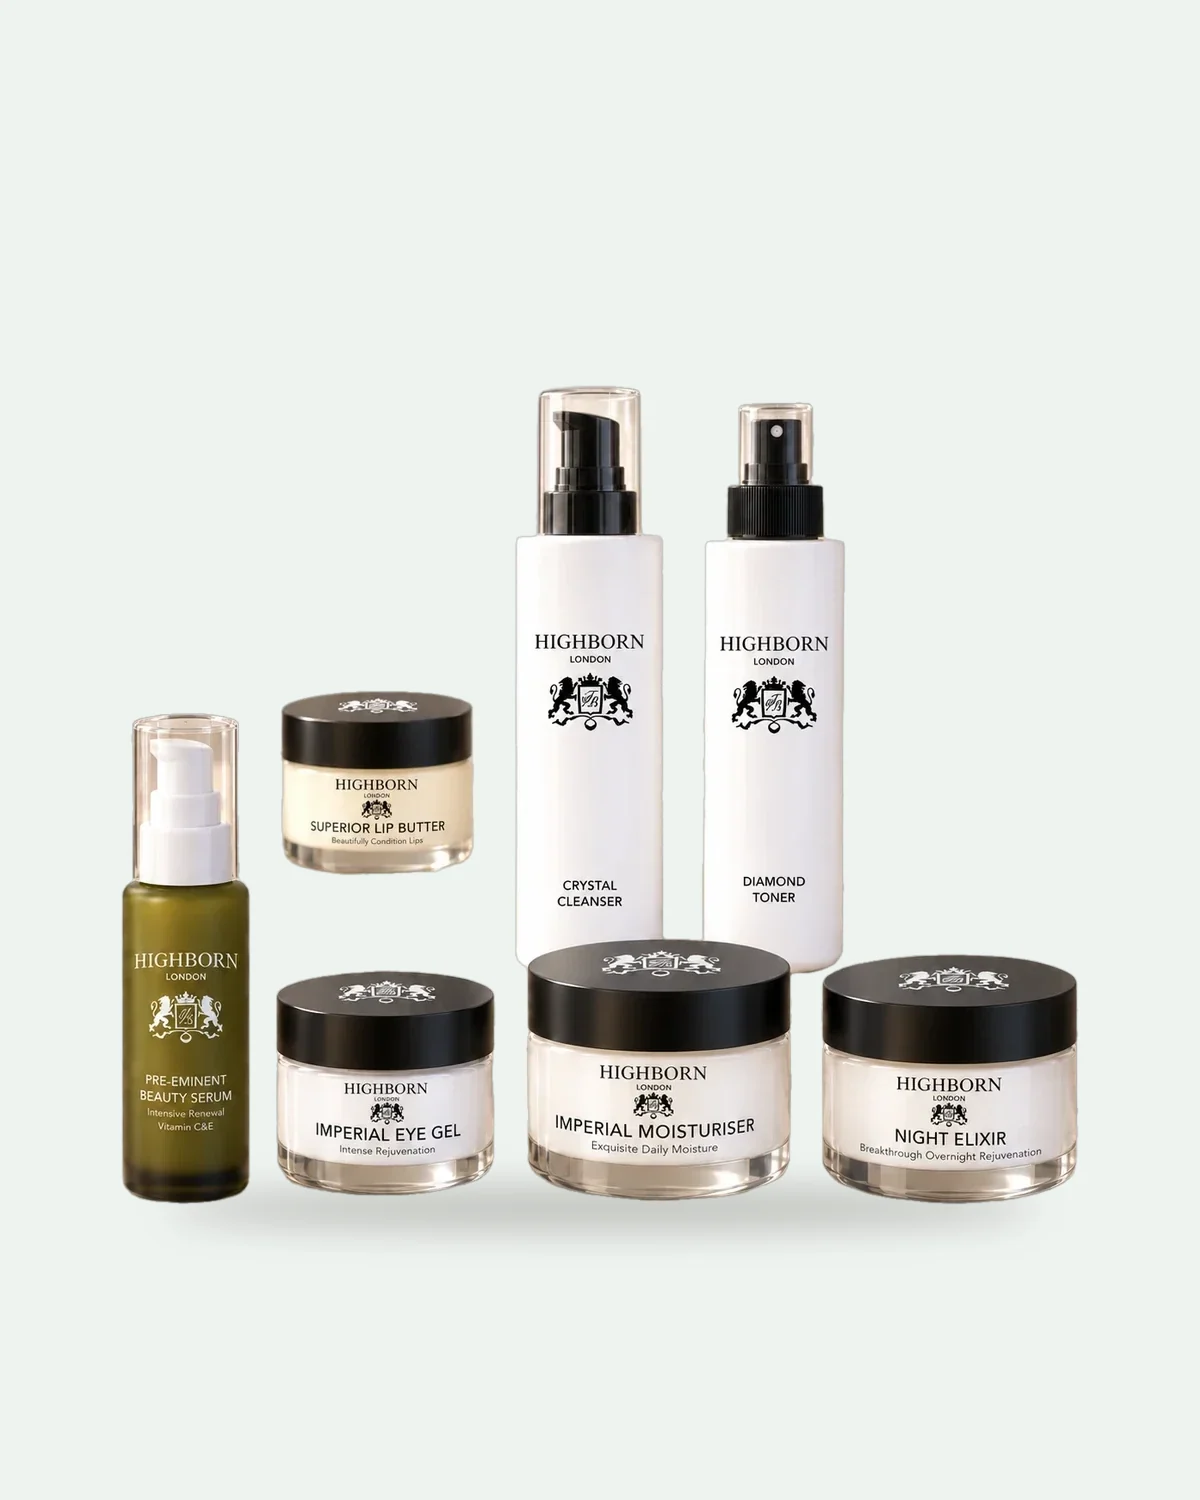 HIGHBORN
LONDON
CRYSTAL
CLEANSER
HIGHBORN
LONDON
DIAMOND
TONER
HIGHBORN
LONDON
SUPERIOR LIP BUTTER
Beautifully Condition Lips
HIGHBORN
LONDON
PRE-EMINENT
BEAUTY SERUM
Intensive Renewal
Vitamin C&E
HIGHBORN
LONDON
IMPERIAL EYE GEL
Intense Rejuvenation
HIGHBORN
LONDON
IMPERIAL MOISTURISER
Exquisite Daily Moisture
HIGHBORN
LONDON
NIGHT ELIXIR
Breakthrough Overnight Rejuvenation